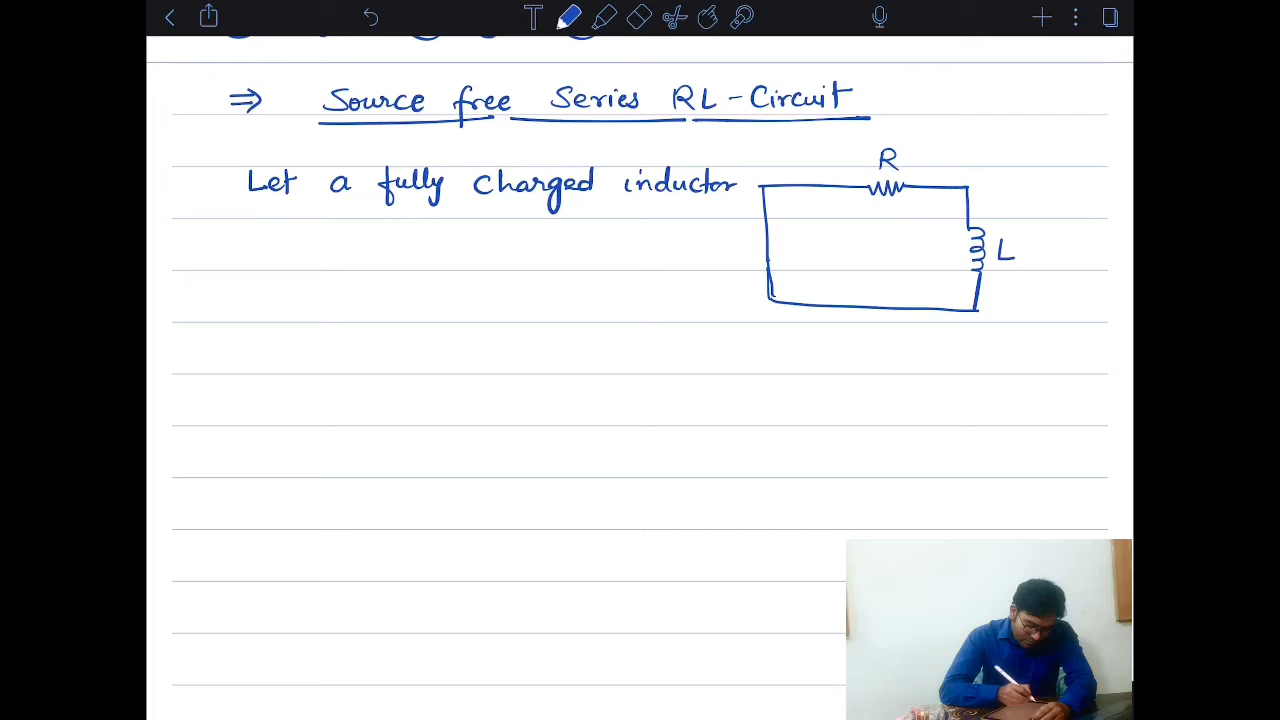 ⇒ Source free Series RL-Circuit
Let a fully charged inductor
R
L